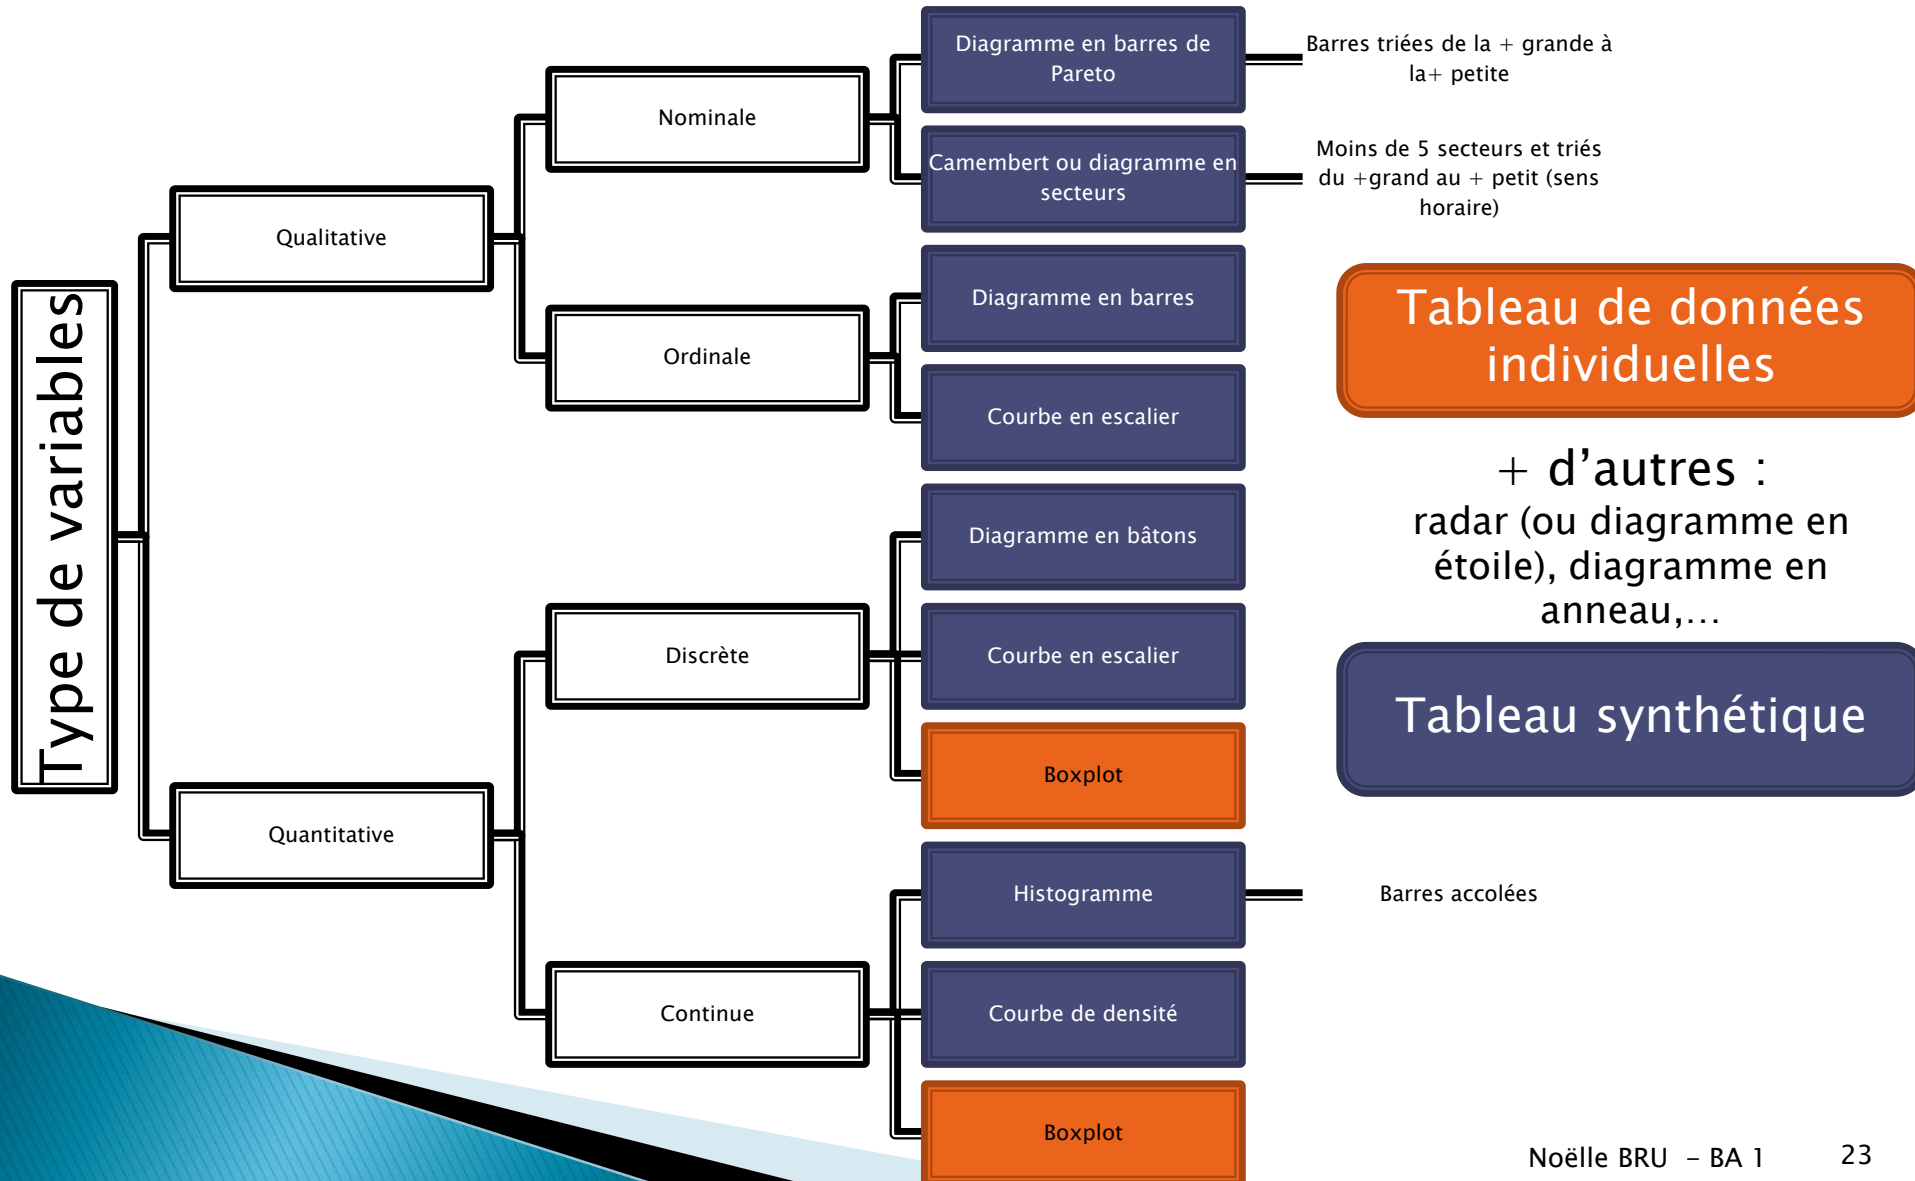 Type de variables
Qualitative
Nominale
Diagramme en barres de
Pareto
Barres triées de la + grande à
la+ petite
Camembert ou diagramme en
secteurs
Moins de 5 secteurs et triés
du +grand au + petit (sens
horaire)
Ordinale
Diagramme en barres
Courbe en escalier
Quantitative
Discrète
Diagramme en bâtons
Courbe en escalier
Boxplot
Continue
Histogramme
Barres accolées
Courbe de densité
Boxplot
Tableau de données
individuelles
+ d’autres :
radar (ou diagramme en
étoile), diagramme en
anneau,…
Tableau synthétique
Noëlle BRU - BA 1 23